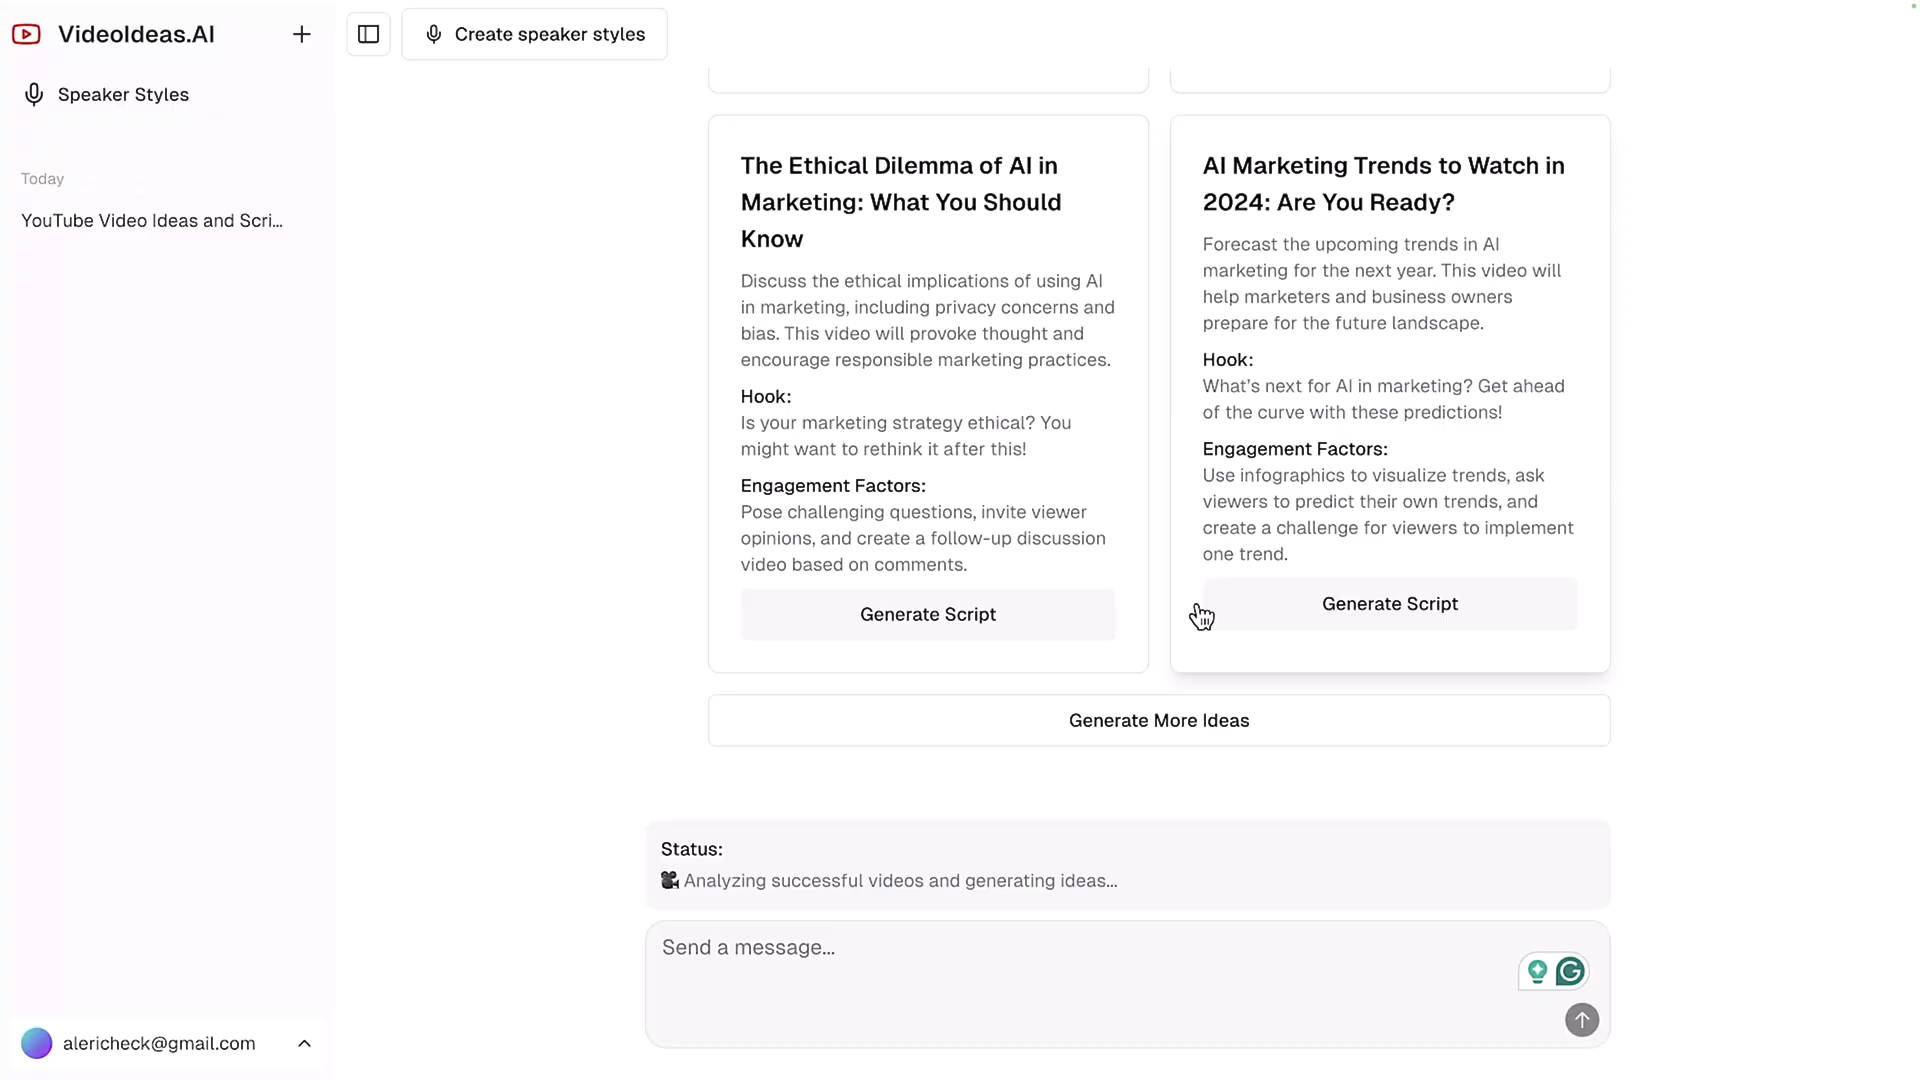 VideoIdeas.AI
Create speaker styles
Speaker Styles
Today
YouTube Video Ideas and Scri...
The Ethical Dilemma of AI in
Marketing: What You Should
Know
Discuss the ethical implications of using AI
in marketing, including privacy concerns and
bias. This video will provoke thought and
encourage responsible marketing practices.
Hook:
Is your marketing strategy ethical? You
might want to rethink it after this!
Engagement Factors:
Pose challenging questions, invite viewer
opinions, and create a follow-up discussion
video based on comments.
Generate Script
AI Marketing Trends to Watch in
2024: Are You Ready?
Forecast the upcoming trends in AI
marketing for the next year. This video will
help marketers and business owners
prepare for the future landscape.
Hook:
What's next for AI in marketing? Get ahead
of the curve with these predictions!
Engagement Factors:
Use infographics to visualize trends, ask
viewers to predict their own trends, and
create a challenge for viewers to implement
one trend.
Generate Script
Generate More Ideas
Status:
Analyzing successful videos and generating ideas...
Send a message...
alericheck@gmail.com